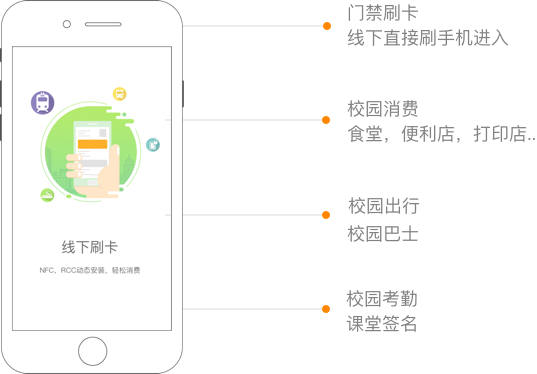 门禁刷卡
线下直接刷手机进入
校园消费
食堂，便利店，打印店..
校园出行
校园巴士
校园考勤
课堂签名
线下刷卡
NFC，RCC动态安装，轻松消费